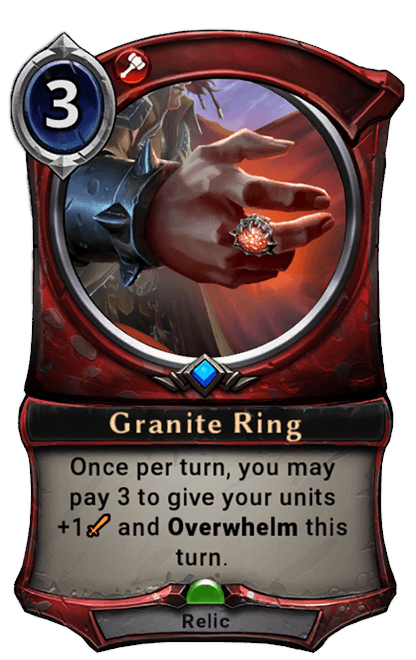 3
Granite Ring
Once per turn, you may
pay 3 to give your units
+1 and Overwhelm this
turn.
Relic